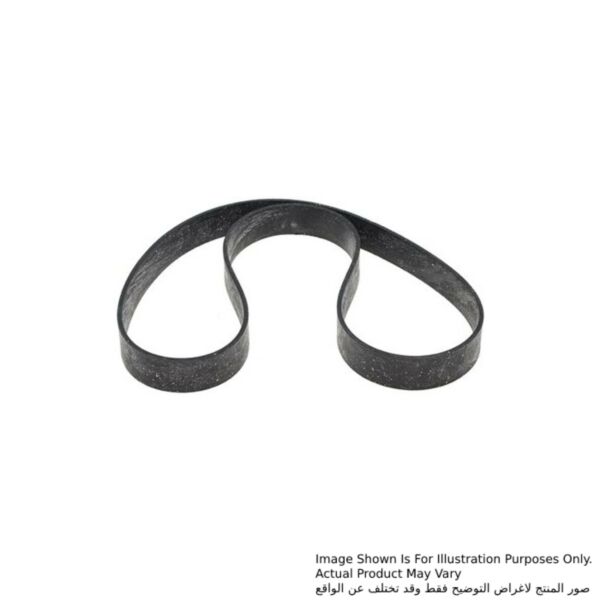 Image Shown Is For Illustration Purposes Only.
Actual Product May Vary
صور المنتج لاغراض التوضيح فقط وقد تختلف عن الواقع